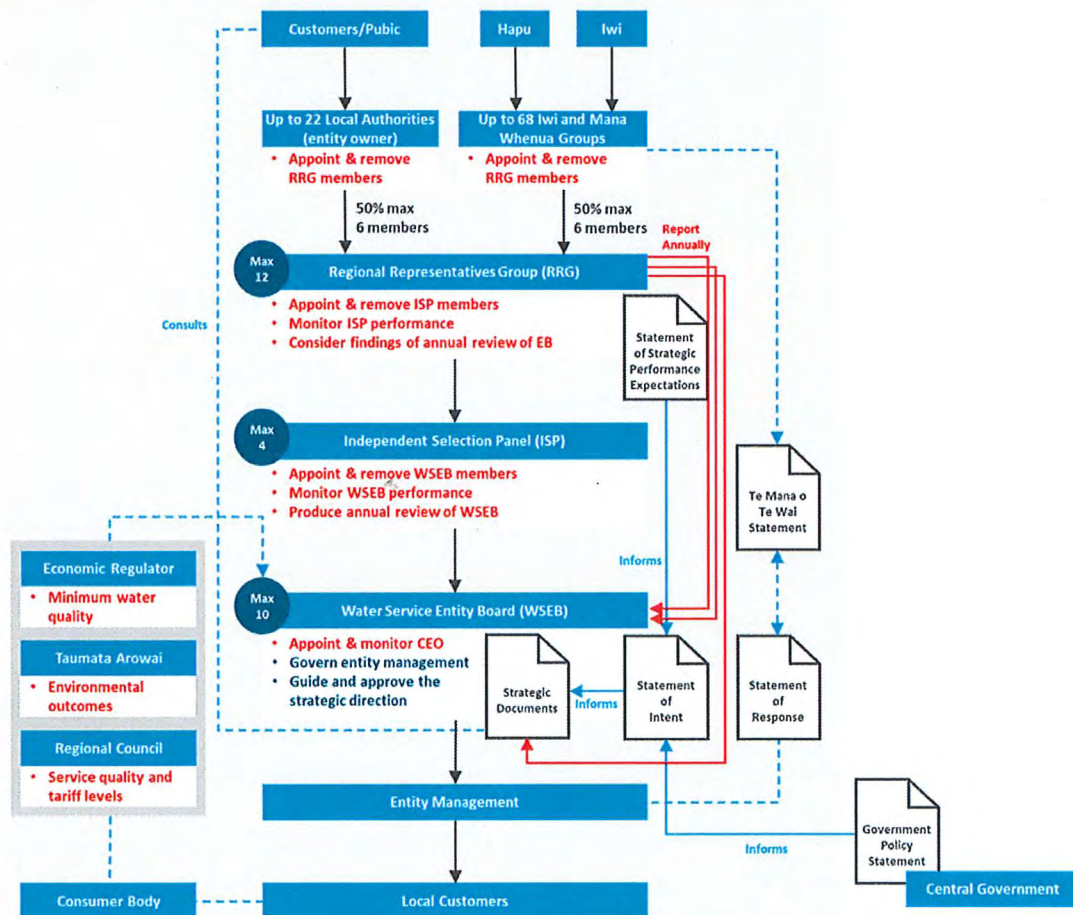 Customers/Pubic
Hapu
Iwi
Up to 22 Local Authorities
(entity owner)
• Appoint & remove
RRG members
Up to 68 Iwi and Mana
Whenua Groups
• Appoint & remove
RRG members
50% max
6 members
50% max
6 members
Report
Annually
Max
12
Regional Representatives Group (RRG)
• Appoint & remove ISP members
• Monitor ISP performance
• Consider findings of annual review of EB
Consults
Statement
of Strategic
Performance
Expectations
Max
4
Independent Selection Panel (ISP)
• Appoint & remove WSEB members
• Monitor WSEB performance
• Produce annual review of WSEB
Te Mana o
Te Wai
Statement
Informs
Economic Regulator
• Minimum water
quality
Taumata Arowai
• Environmental
outcomes
Regional Council
• Service quality and
tariff levels
Max
10
Water Service Entity Board (WSEB)
• Appoint & monitor CEO
• Govern entity management
• Guide and approve the
strategic direction
Strategic
Documents
Informs
Statement
of
Intent
Statement
of
Response
Entity Management
Informs
Government
Policy
Statement
Central Government
Consumer Body
Local Customers